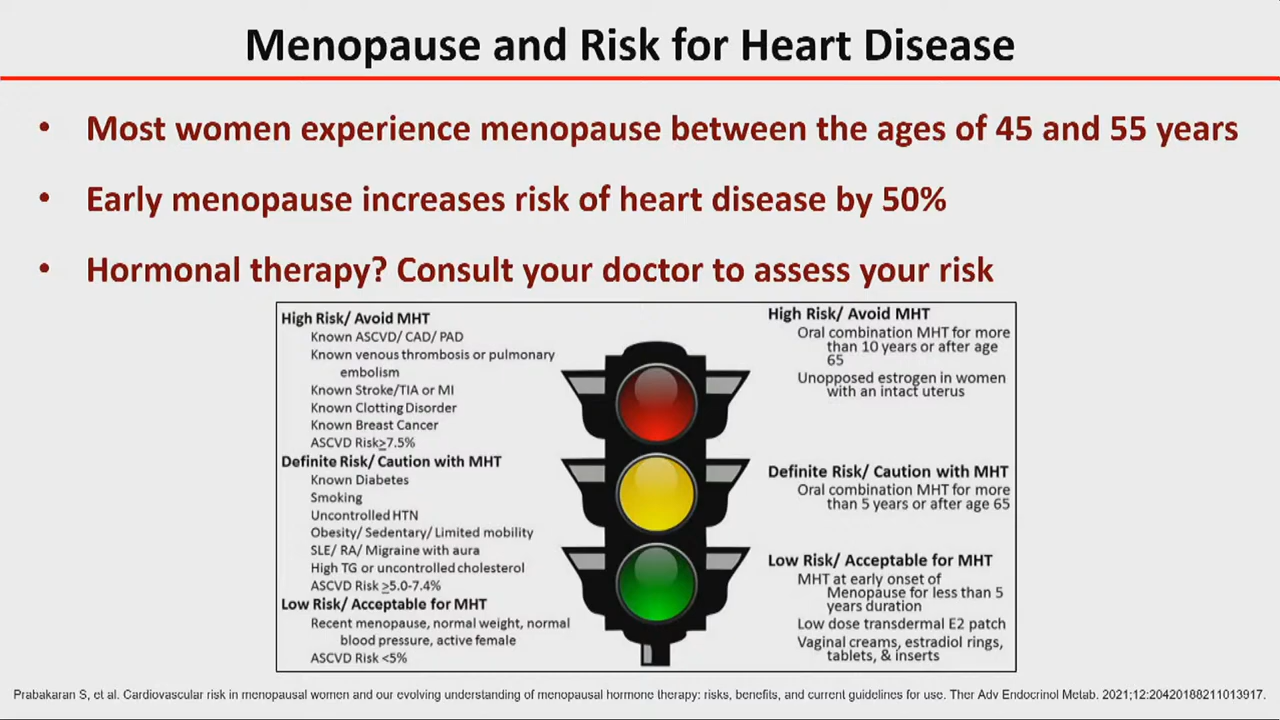 Menopause and Risk for Heart Disease
• Most women experience menopause between the ages of 45 and 55 years
• Early menopause increases risk of heart disease by 50%
• Hormonal therapy? Consult your doctor to assess your risk
High Risk/ Avoid MHT
Known ASCVD/ CAD/ PAD
Known venous thrombosis or pulmonary
embolism
Known Stroke/TIA or MI
Known Clotting Disorder
Known Breast Cancer
ASCVD Risk≥7.5%
Definite Risk/ Caution with MHT
Known Diabetes
Smoking
Uncontrolled HTN
Obesity/ Sedentary/ Limited mobility
SLE/ RA/ Migraine with aura
High TG or uncontrolled cholesterol
ASCVD Risk ≥5.0-7.4%
Low Risk/ Acceptable for MHT
Recent menopause, normal weight, normal
blood pressure, active female
ASCVD Risk <5%
High Risk/ Avoid MHT
Oral combination MHT for more
than 10 years or after age
65
Unopposed estrogen in women
with an intact uterus
Definite Risk/ Caution with MHT
Oral combination MHT for more
than 5 years or after age 65
Low Risk/ Acceptable for MHT
MHT at early onset of
Menopause for less than 5
years duration
Low dose transdermal E2 patch
Vaginal creams, estradiol rings,
tablets, & inserts
Prabakaran S, et al. Cardiovascular risk in menopausal women and our evolving understanding of menopausal hormone therapy: risks, benefits, and current guidelines for use. Ther Adv Endocrinol Metab. 2021;12:20420188211013917.